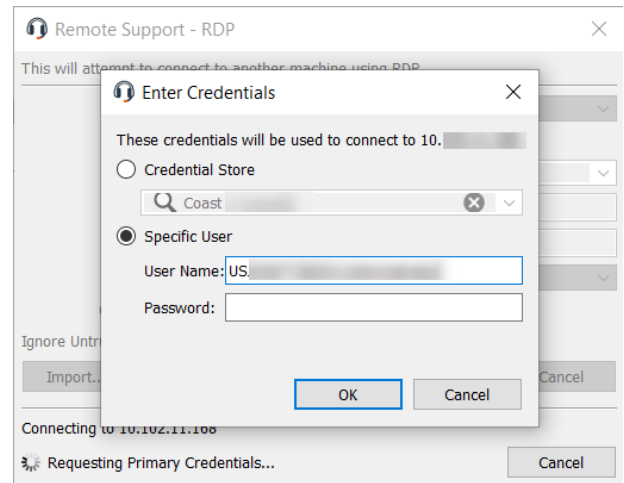 Remote Support - RDP
This will attempt to connect to another machine using RDP
Enter Credentials
These credentials will be used to connect to 10.
Credential Store
Coast
Specific User
User Name: US
Password:
Ignore Untr
Import..
Cancel
OK
Cancel
Connecting to 10.102.11.168
Requesting Primary Credentials...
Cancel